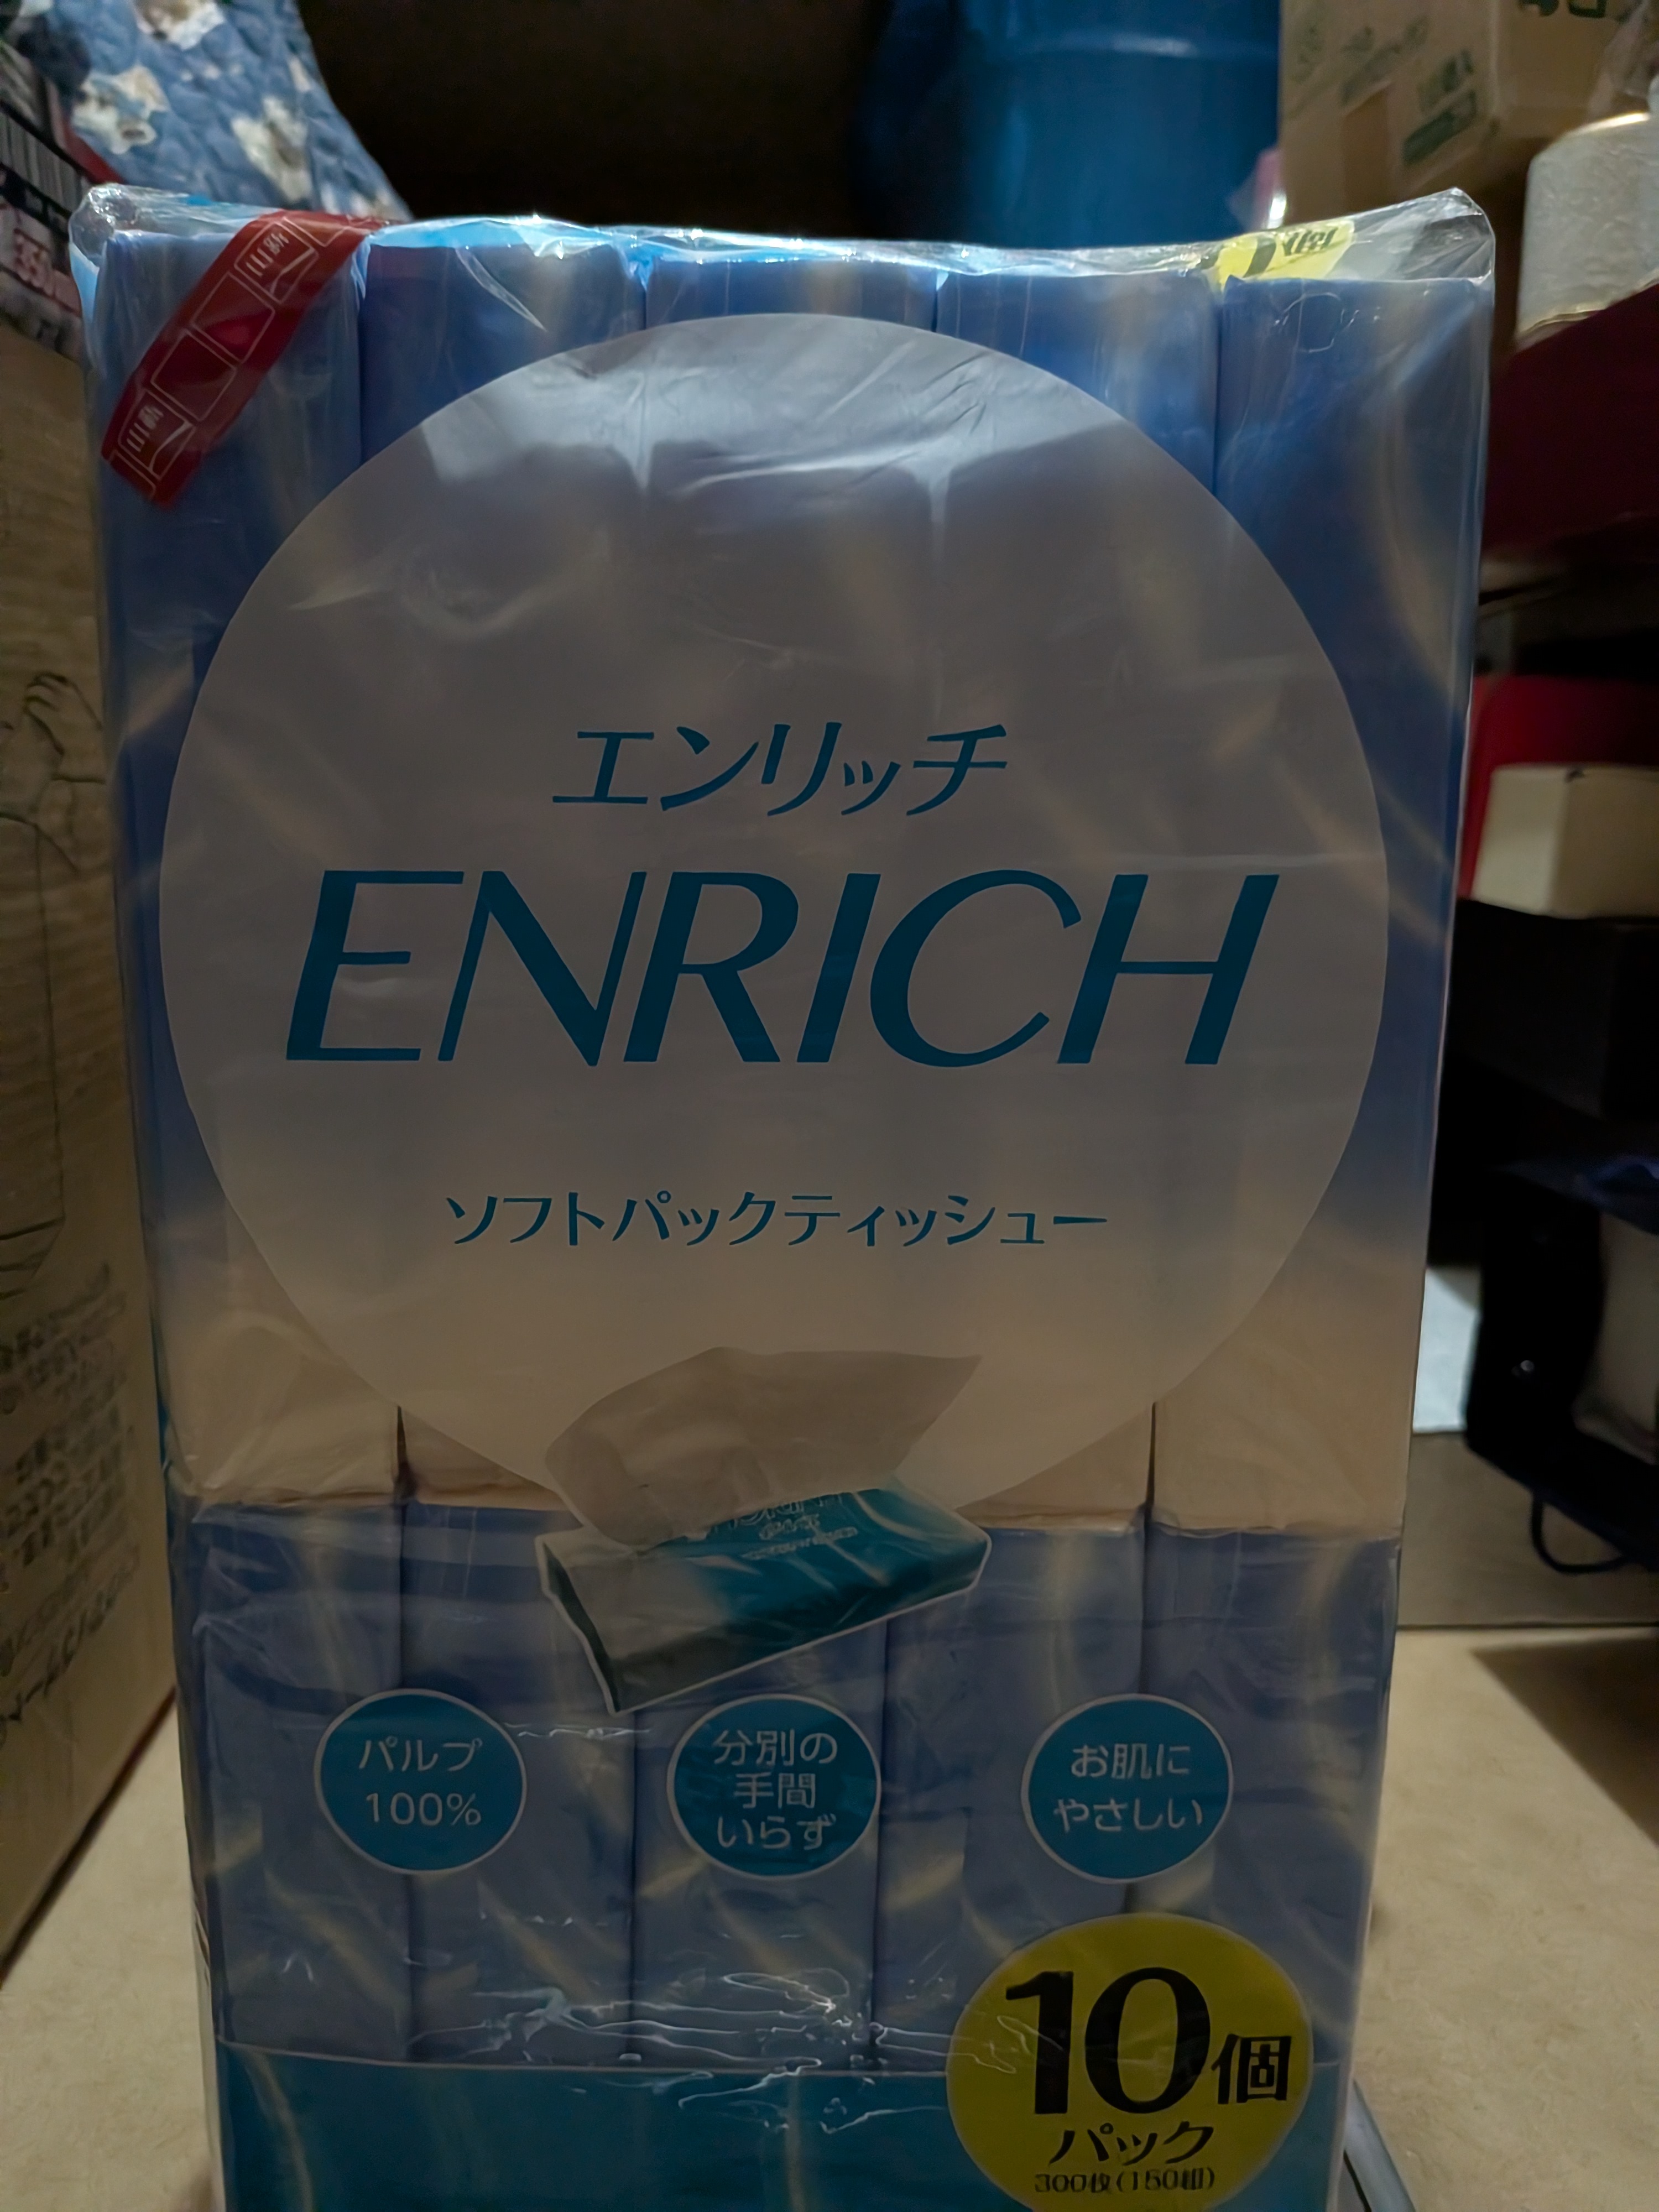 エンリッチ
ENRICH
ソフトパックティッシュー
パルプ
100%
分別の
手間
いらず
お肌に
やさしい
10個
パック
300枚(150組)